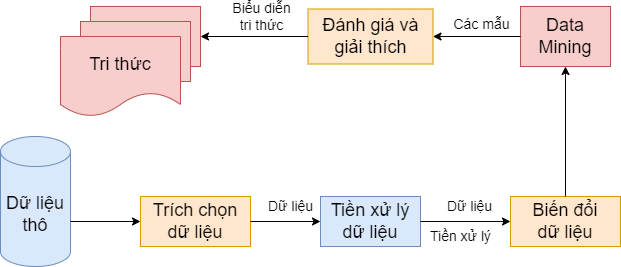 Biểu diễn
tri thức
Tri thức
Đánh giá và
giải thích
Các mẫu
Data
Mining
Dữ liệu
thô
Trích chọn
dữ liệu
Dữ liệu
Tiền xử lý
dữ liệu
Dữ liệu
Tiền xử lý
Biến đổi
dữ liệu